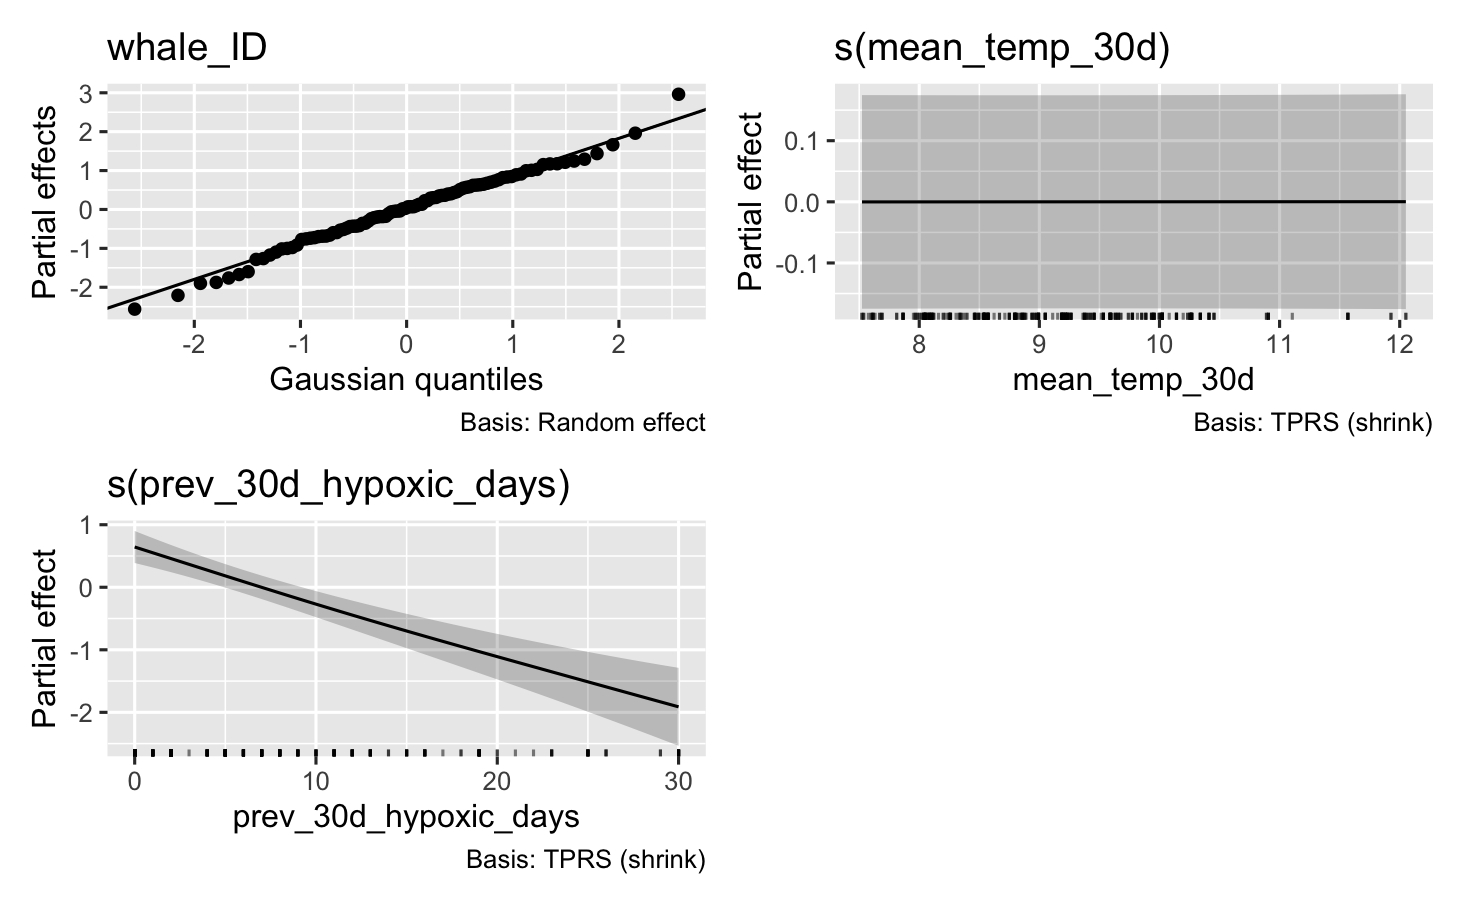 whale_ID
Partial effects
3
2
1
0
-1
-2
-2
-1
0
1
2
Gaussian quantiles
Basis: Random effect
s(mean_temp_30d)
Partial effect
0.1
0.0
-0.1
8
9
10
11
12
mean_temp_30d
Basis: TPRS (shrink)
s(prev_30d_hypoxic_days)
Partial effect
1
0
-1
-2
0
10
20
30
prev_30d_hypoxic_days
Basis: TPRS (shrink)